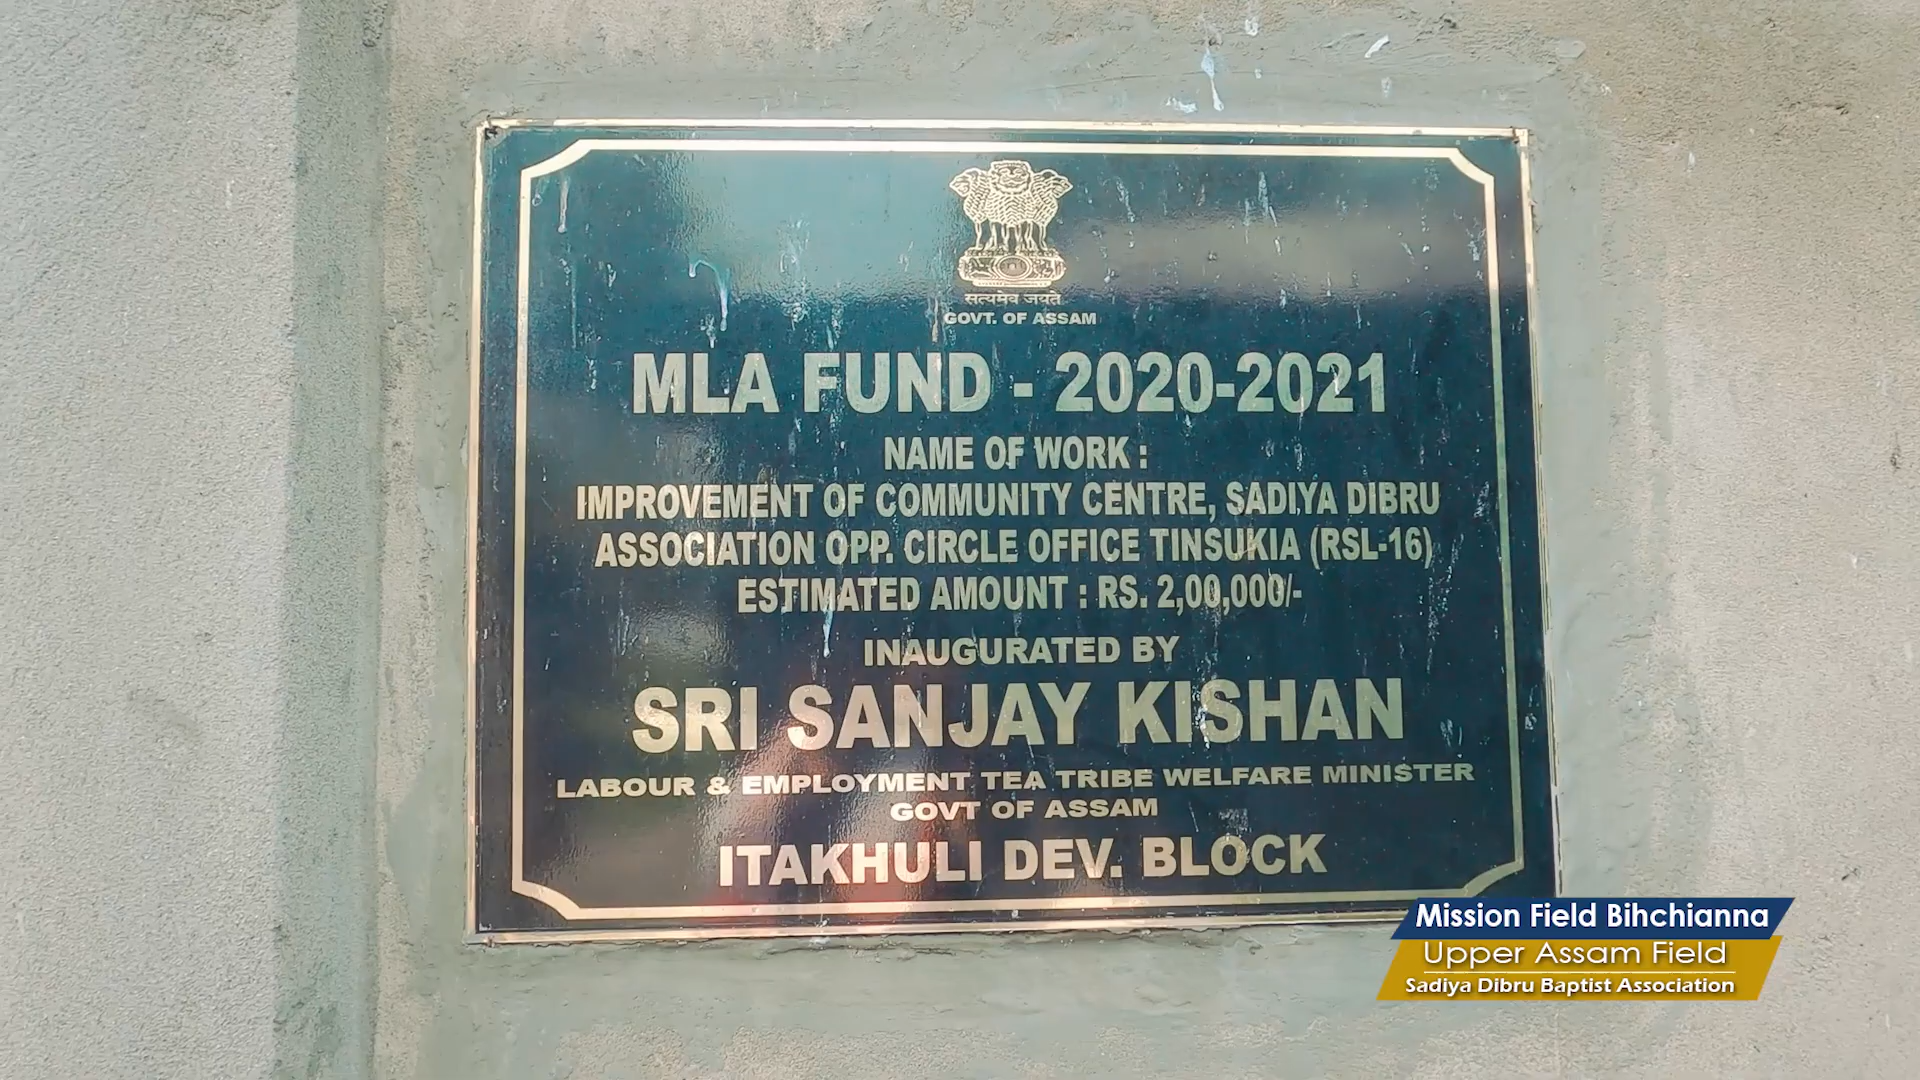 सत्यमेव जयते
GOVT. OF ASSAM
MLA FUND - 2020-2021
NAME OF WORK :
IMPROVEMENT OF COMMUNITY CENTRE, SADIYA DIBRU
ASSOCIATION OPP. CIRCLE OFFICE TINSUKIA (RSL-16)
ESTIMATED AMOUNT : RS. 2,00,000/-
INAUGURATED BY
SRI SANJAY KISHAN
LABOUR & EMPLOYMENT TEA TRIBE WELFARE MINISTER
GOVT OF ASSAM
ITAKHULI DEV. BLOCK
Mission Field Bihchianna
Upper Assam Field
Sadiya Dibru Baptist Association